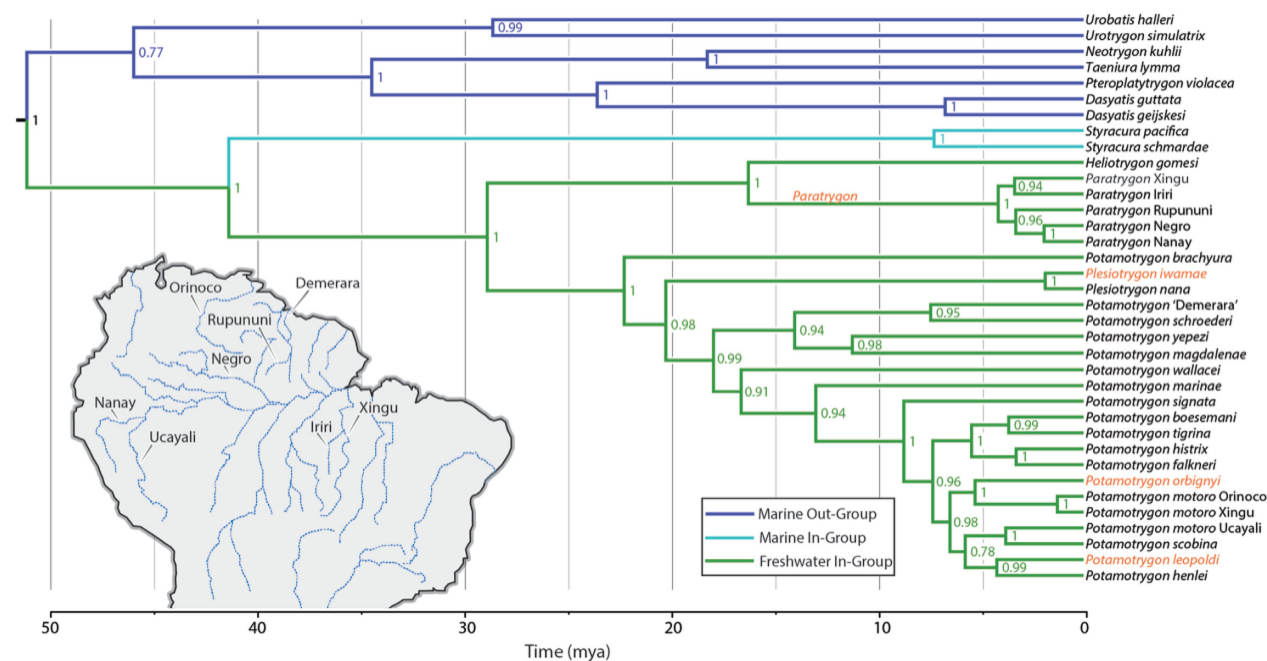 Urobatis halleri
0.99
Urotrygon simulatrix
0.77
Neotrygon kuhlii
1
Taeniura lymma
1
Pteroplatytrygon violacea
1
Dasyatis guttata
1
Dasyatis geijskesi
1
Styracura pacifica
1
Styracura schmardae
Heliotrygon gomesi
1
1
Paratrygon
Paratrygon Xingu
0.94
Paratrygon Iriri
1
Paratrygon Rupununi
0.96
Paratrygon Negro
1
Paratrygon Nanay
1
Potamotrygon brachyura
1
Plesiotrygon iwamae
1
Plesiotrygon nana
0.98
Potamotrygon 'Demerara'
0.95
Potamotrygon schroederi
0.94
Potamotrygon yepezi
0.98
Potamotrygon magdalenae
0.99
Potamotrygon wallacei
0.91
Potamotrygon marinae
0.94
Potamotrygon signata
1
Potamotrygon boesemani
0.99
Potamotrygon tigrina
1
Potamotrygon histrix
1
Potamotrygon falkneri
0.96
Potamotrygon orbignyi
1
Potamotrygon motoro Orinoco
1
Potamotrygon motoro Xingu
0.98
Potamotrygon motoro Ucayali
1
Potamotrygon scobina
0.78
Potamotrygon leopoldi
0.99
Potamotrygon henlei
Orinoco
Demerara
Rupununi
Negro
Nanay
Xingu
Iriri
Ucayali
Marine Out-Group
Marine In-Group
Freshwater In-Group
50 40 30 20 10 0
Time (mya)